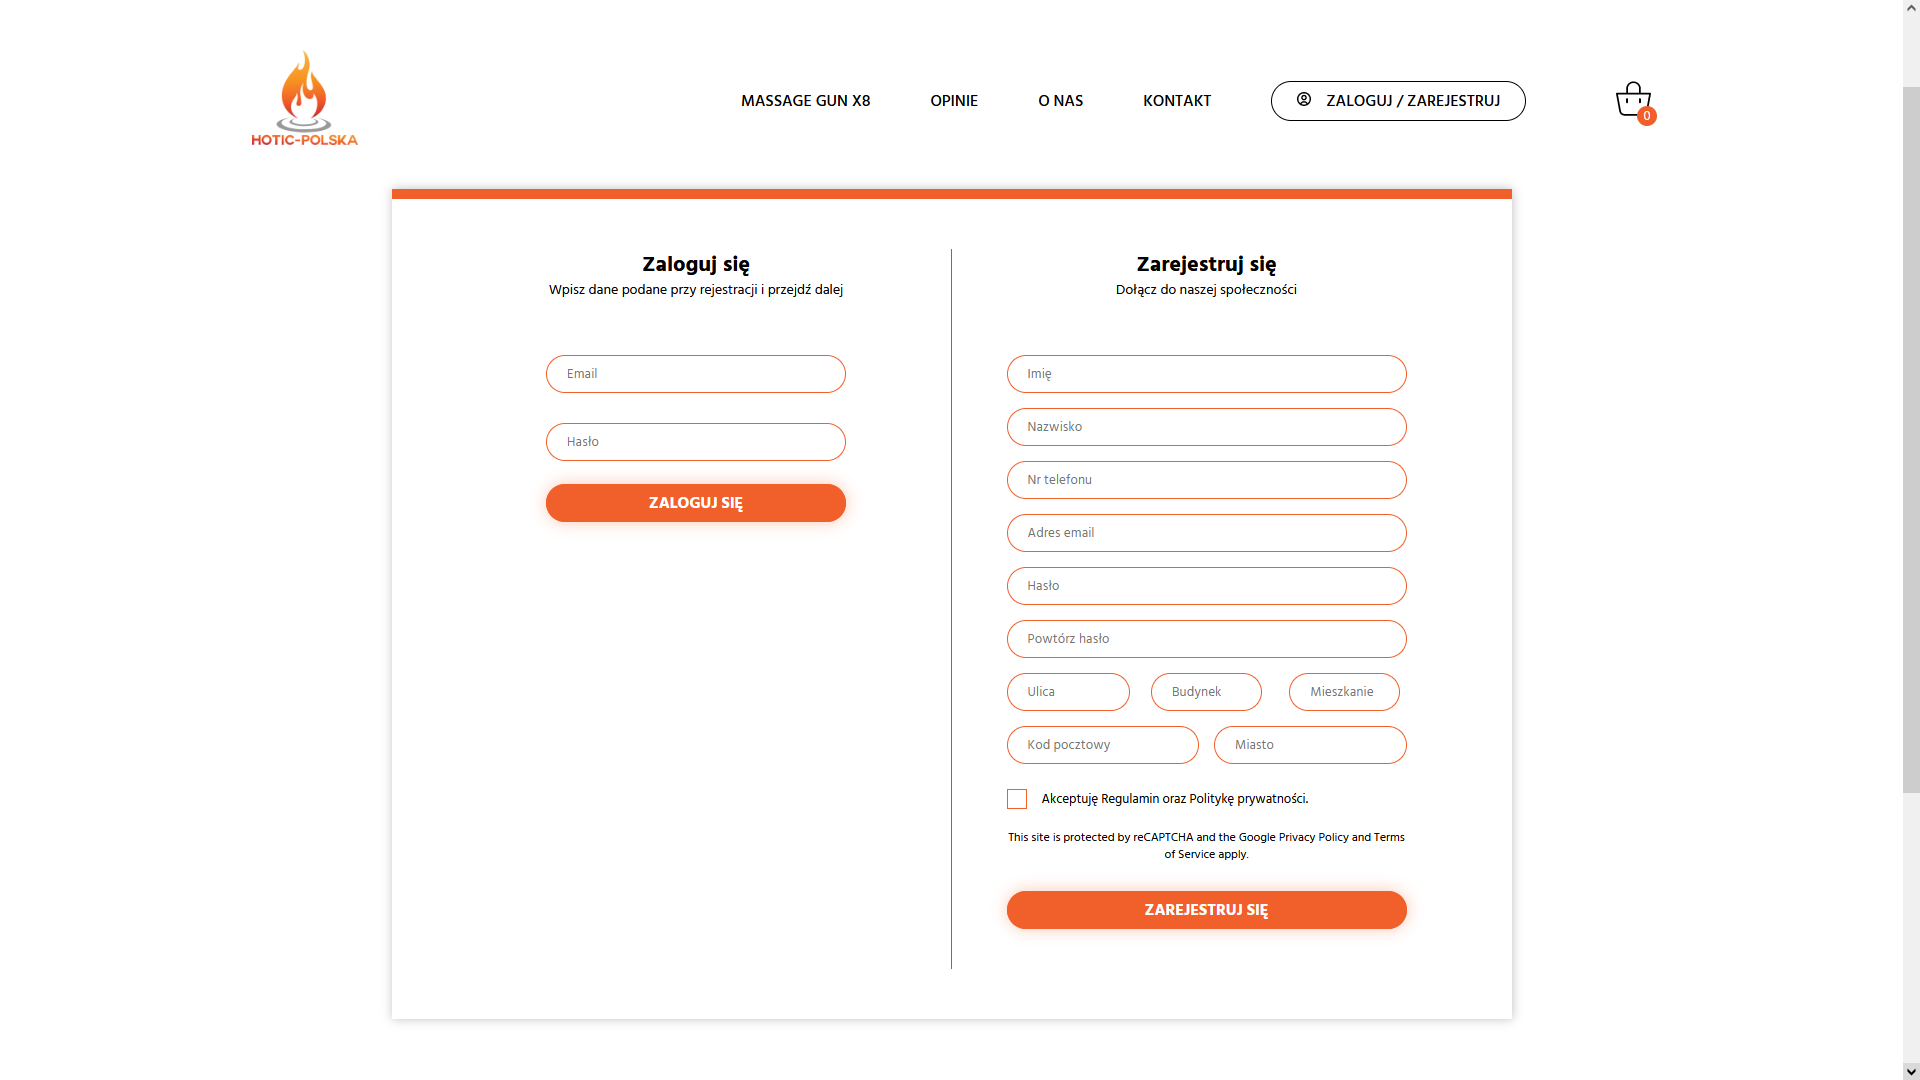 HOTIC-POLSKA
MASSAGE GUN X8
OPINIE
O NAS
KONTAKT
ZALOGUJ / ZAREJESTRUJ
0
Zaloguj się
Wpisz dane podane przy rejestracji i przejdź dalej
Email
Hasło
ZALOGUJ SIĘ
Zarejestruj się
Dołącz do naszej społeczności
Imię
Nazwisko
Nr telefonu
Adres email
Hasło
Powtórz hasło
Ulica
Budynek
Mieszkanie
Kod pocztowy
Miasto
Akceptuję Regulamin oraz Politykę prywatności.
This site is protected by reCAPTCHA and the Google Privacy Policy and Terms
of Service apply.
ZAREJESTRUJ SIĘ